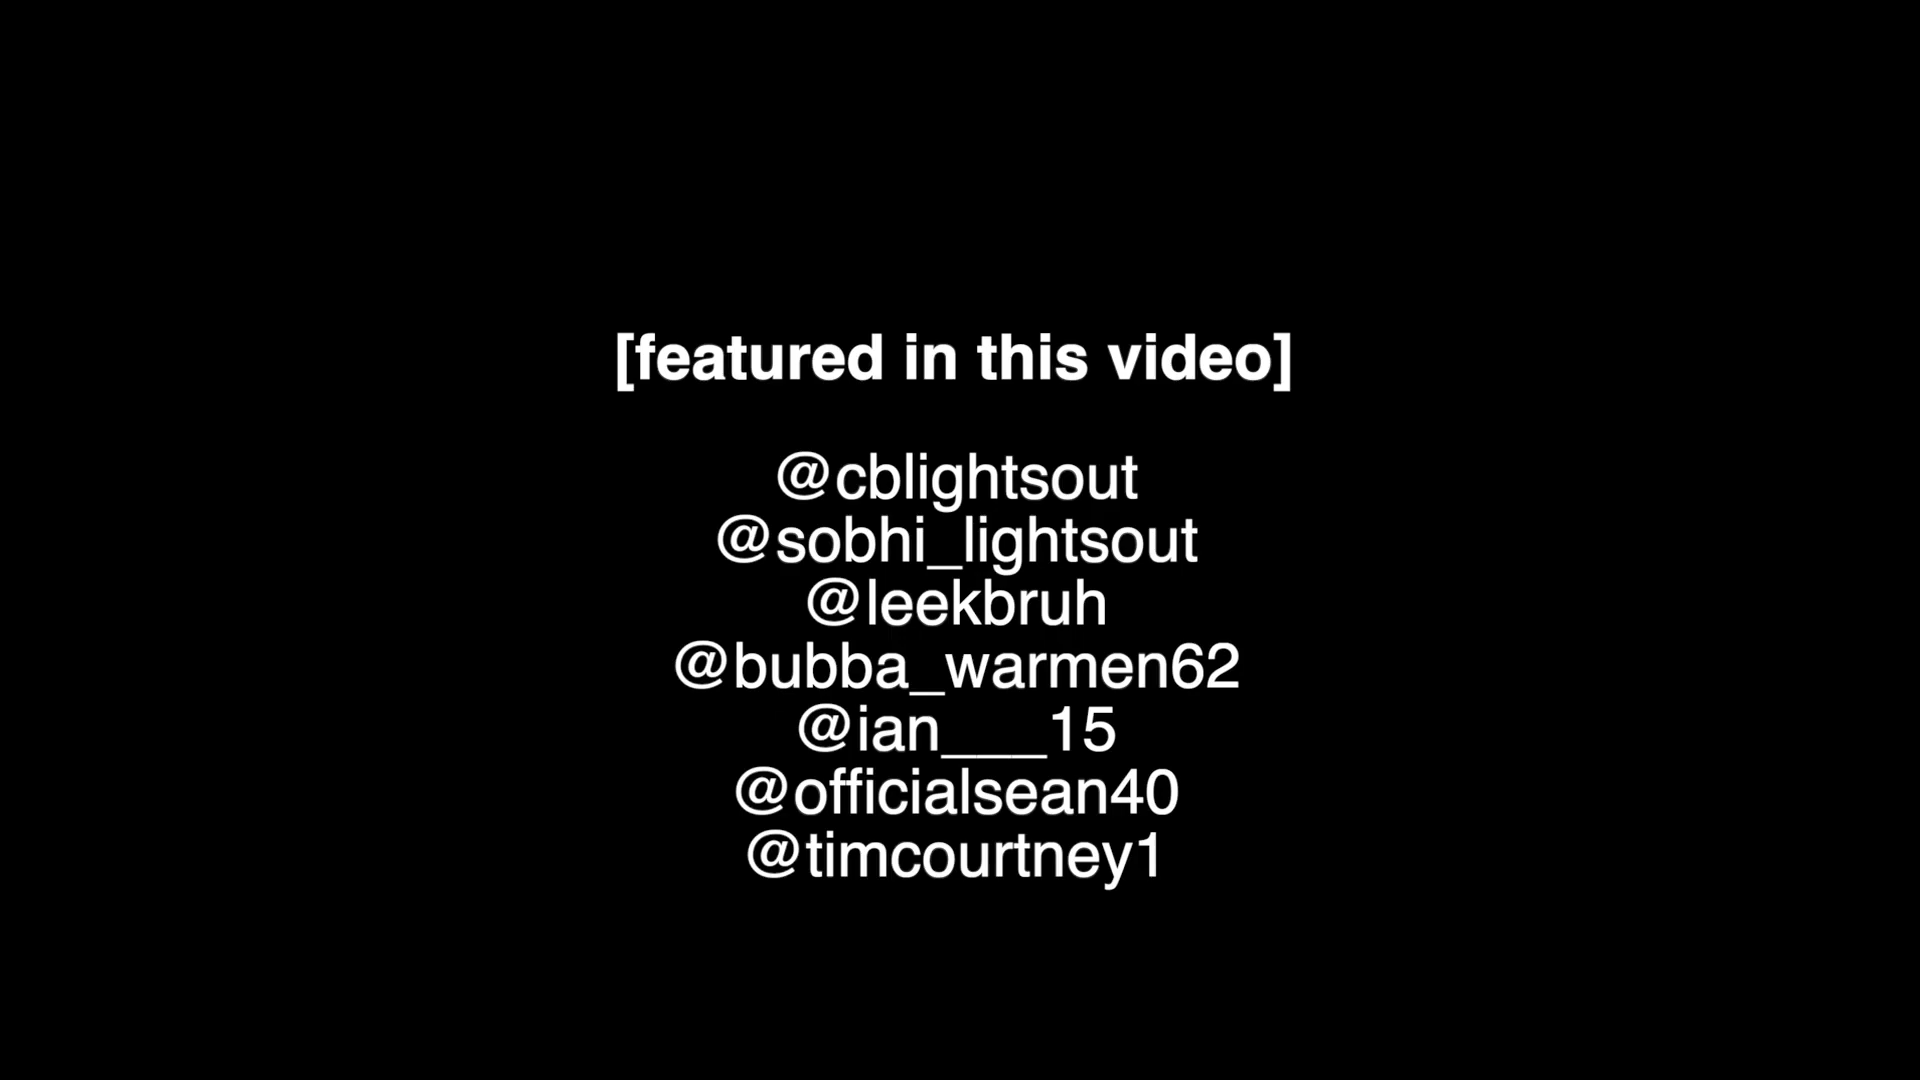 [featured in this video]
@cblightsout
@sobhi_lightsout
@leekbruh
@bubba_warmen62
@ian___15
@officialsean40
@timcourtney1